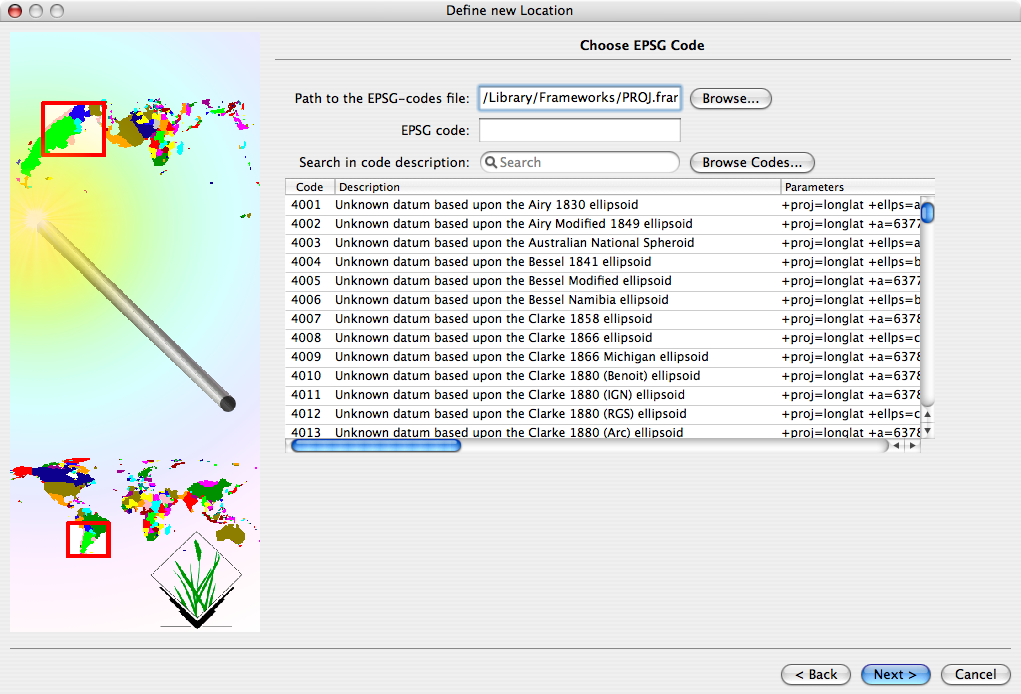 Define new Location
Choose EPSG Code
Path to the EPSG-codes file: /Library/Frameworks/PROJ.frar Browse...
EPSG code:
Search in code description: Search Browse Codes...
Code Description Parameters
4001 Unknown datum based upon the Airy 1830 ellipsoid +proj=longlat +ellps=a
4002 Unknown datum based upon the Airy Modified 1849 ellipsoid +proj=longlat +a=6377
4003 Unknown datum based upon the Australian National Spheroid +proj=longlat +ellps=a
4004 Unknown datum based upon the Bessel 1841 ellipsoid +proj=longlat +ellps=b
4005 Unknown datum based upon the Bessel Modified ellipsoid +proj=longlat +a=6377
4006 Unknown datum based upon the Bessel Namibia ellipsoid +proj=longlat +ellps=b
4007 Unknown datum based upon the Clarke 1858 ellipsoid +proj=longlat +a=6378
4008 Unknown datum based upon the Clarke 1866 ellipsoid +proj=longlat +ellps=c
4009 Unknown datum based upon the Clarke 1866 Michigan ellipsoid +proj=longlat +a=6378
4010 Unknown datum based upon the Clarke 1880 (Benoit) ellipsoid +proj=longlat +a=6378
4011 Unknown datum based upon the Clarke 1880 (IGN) ellipsoid +proj=longlat +a=6378
4012 Unknown datum based upon the Clarke 1880 (RGS) ellipsoid +proj=longlat +ellps=c
4013 Unknown datum based upon the Clarke 1880 (Arc) ellipsoid +proj=longlat +a=6378
< Back Next > Cancel